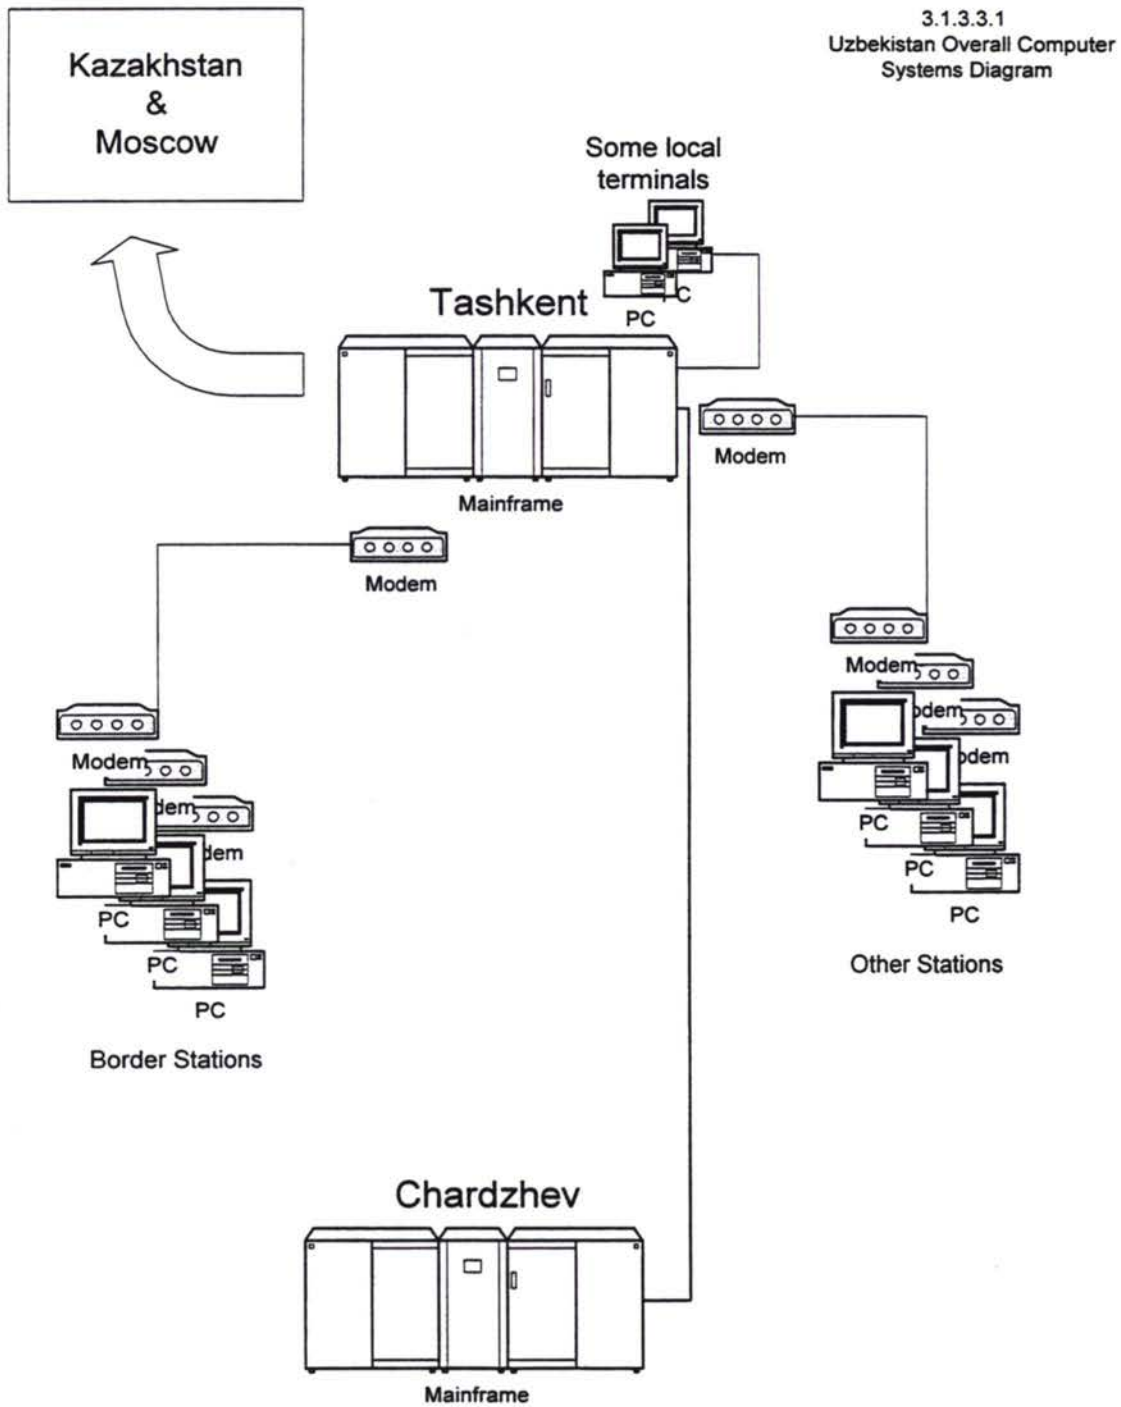 3.1.3.3.1
Uzbekistan Overall Computer
Systems Diagram
Kazakhstan
&
Moscow
Some local
terminals
PC
Tashkent
Mainframe
Modem
Modem
Modem
PC
PC
PC
Other Stations
Modem
PC
PC
PC
Border Stations
Chardzhev
Mainframe